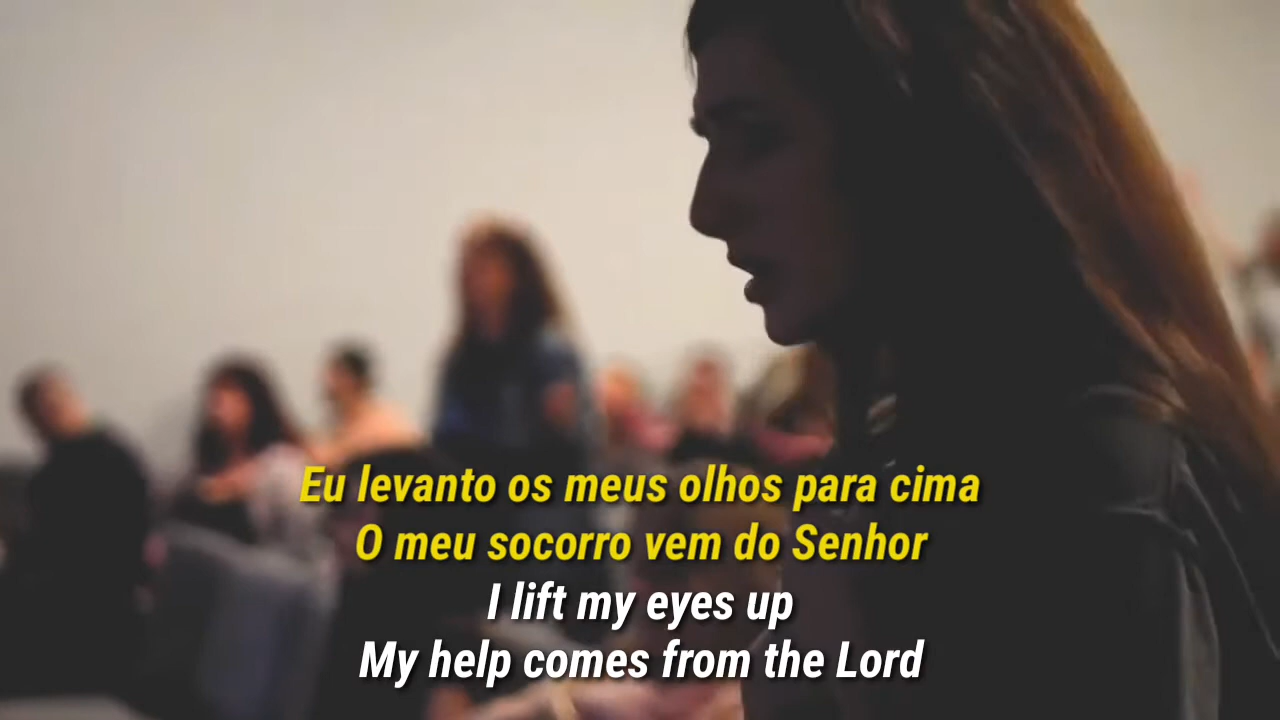 Eu levanto os meus olhos para cima
O meu socorro vem do Senhor
I lift my eyes up
My help comes from the Lord